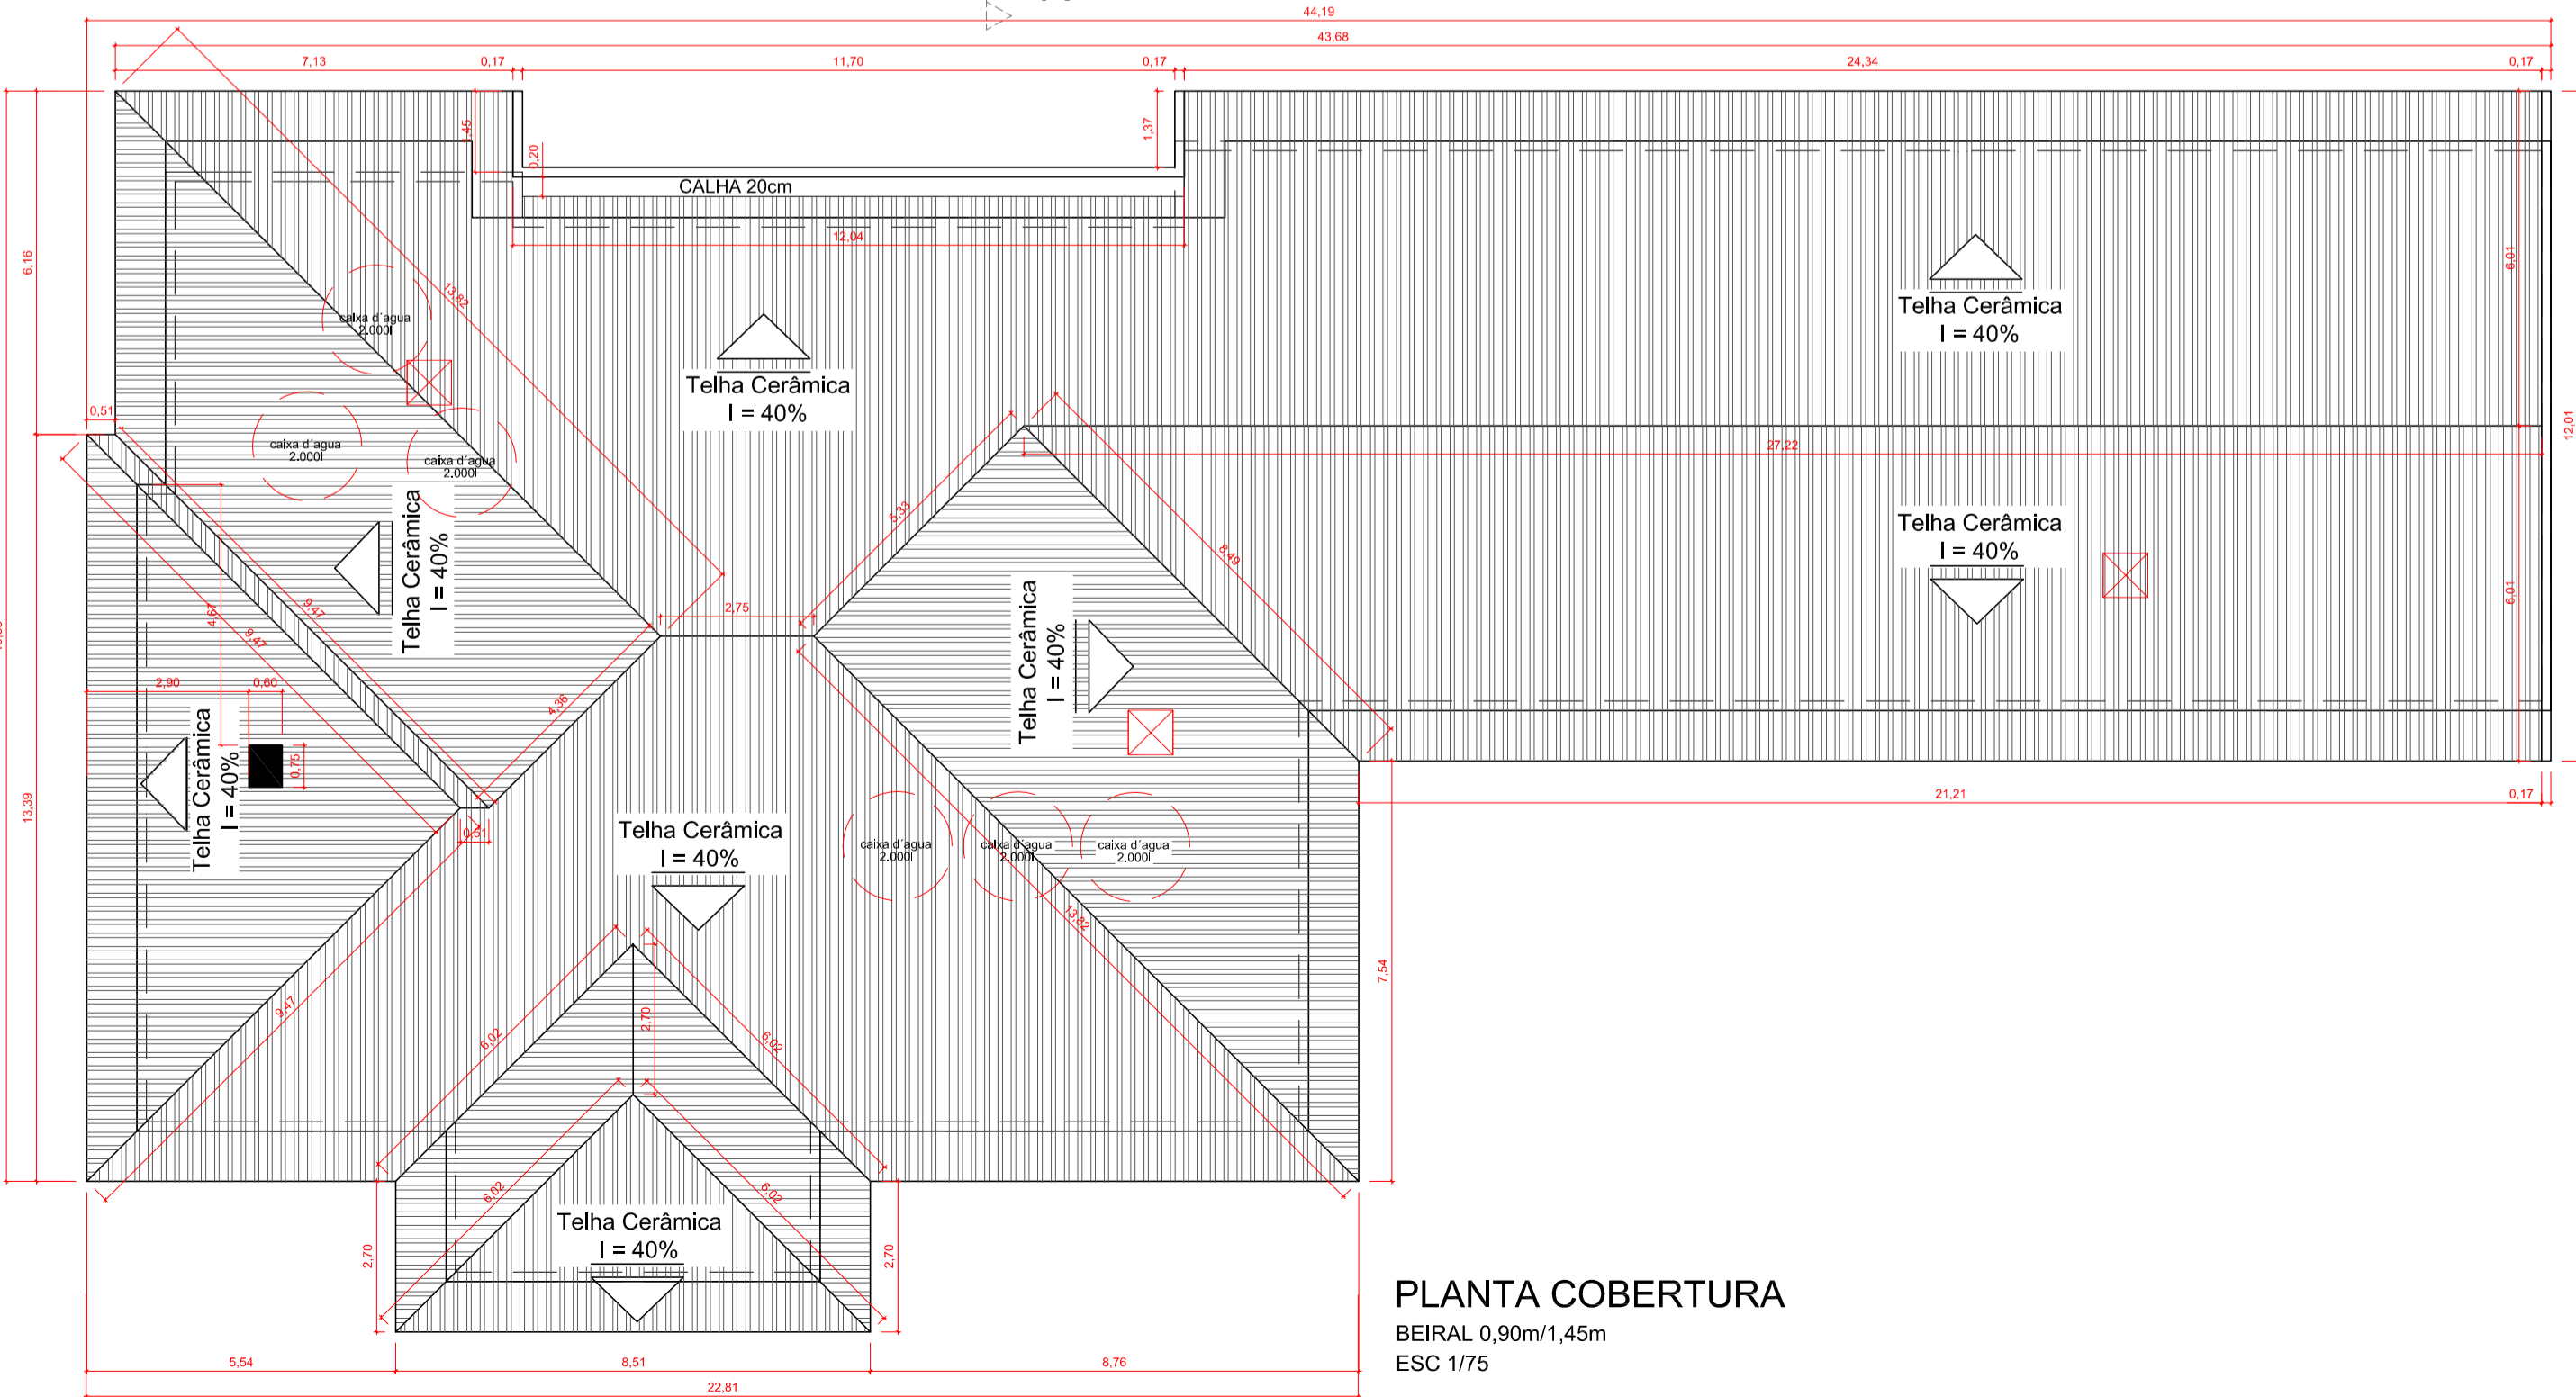 44,19
43,68
7,13
0,17
11,70
0,17
24,34
0,17
1,45
1,37
0,20
CALHA 20cm
12,04
6,16
6,01
13,82
caixa d´agua
2.000l
Telha Cerâmica
I = 40%
Telha Cerâmica
I = 40%
0,51
caixa d´agua
2.000l
caixa d´agua
2.000l
27,22
12,01
5,33
8,49
Telha Cerâmica
I = 40%
Telha Cerâmica
I = 40%
Telha Cerâmica
I = 40%
9,47
9,47
4,67
2,75
6,01
2,90
0,60
4,36
Telha Cerâmica
I = 40%
0,75
13,39
0,51
21,21
0,17
Telha Cerâmica
I = 40%
caixa d´agua
2.000l
caixa d´agua
2.000l
caixa d´agua
2.000l
13,82
7,54
9,47
6,02
2,70
6,02
6,02
6,02
Telha Cerâmica
I = 40%
2,70
2,70
PLANTA COBERTURA
BEIRAL 0,90m/1,45m
ESC 1/75
5,54
8,51
8,76
22,81